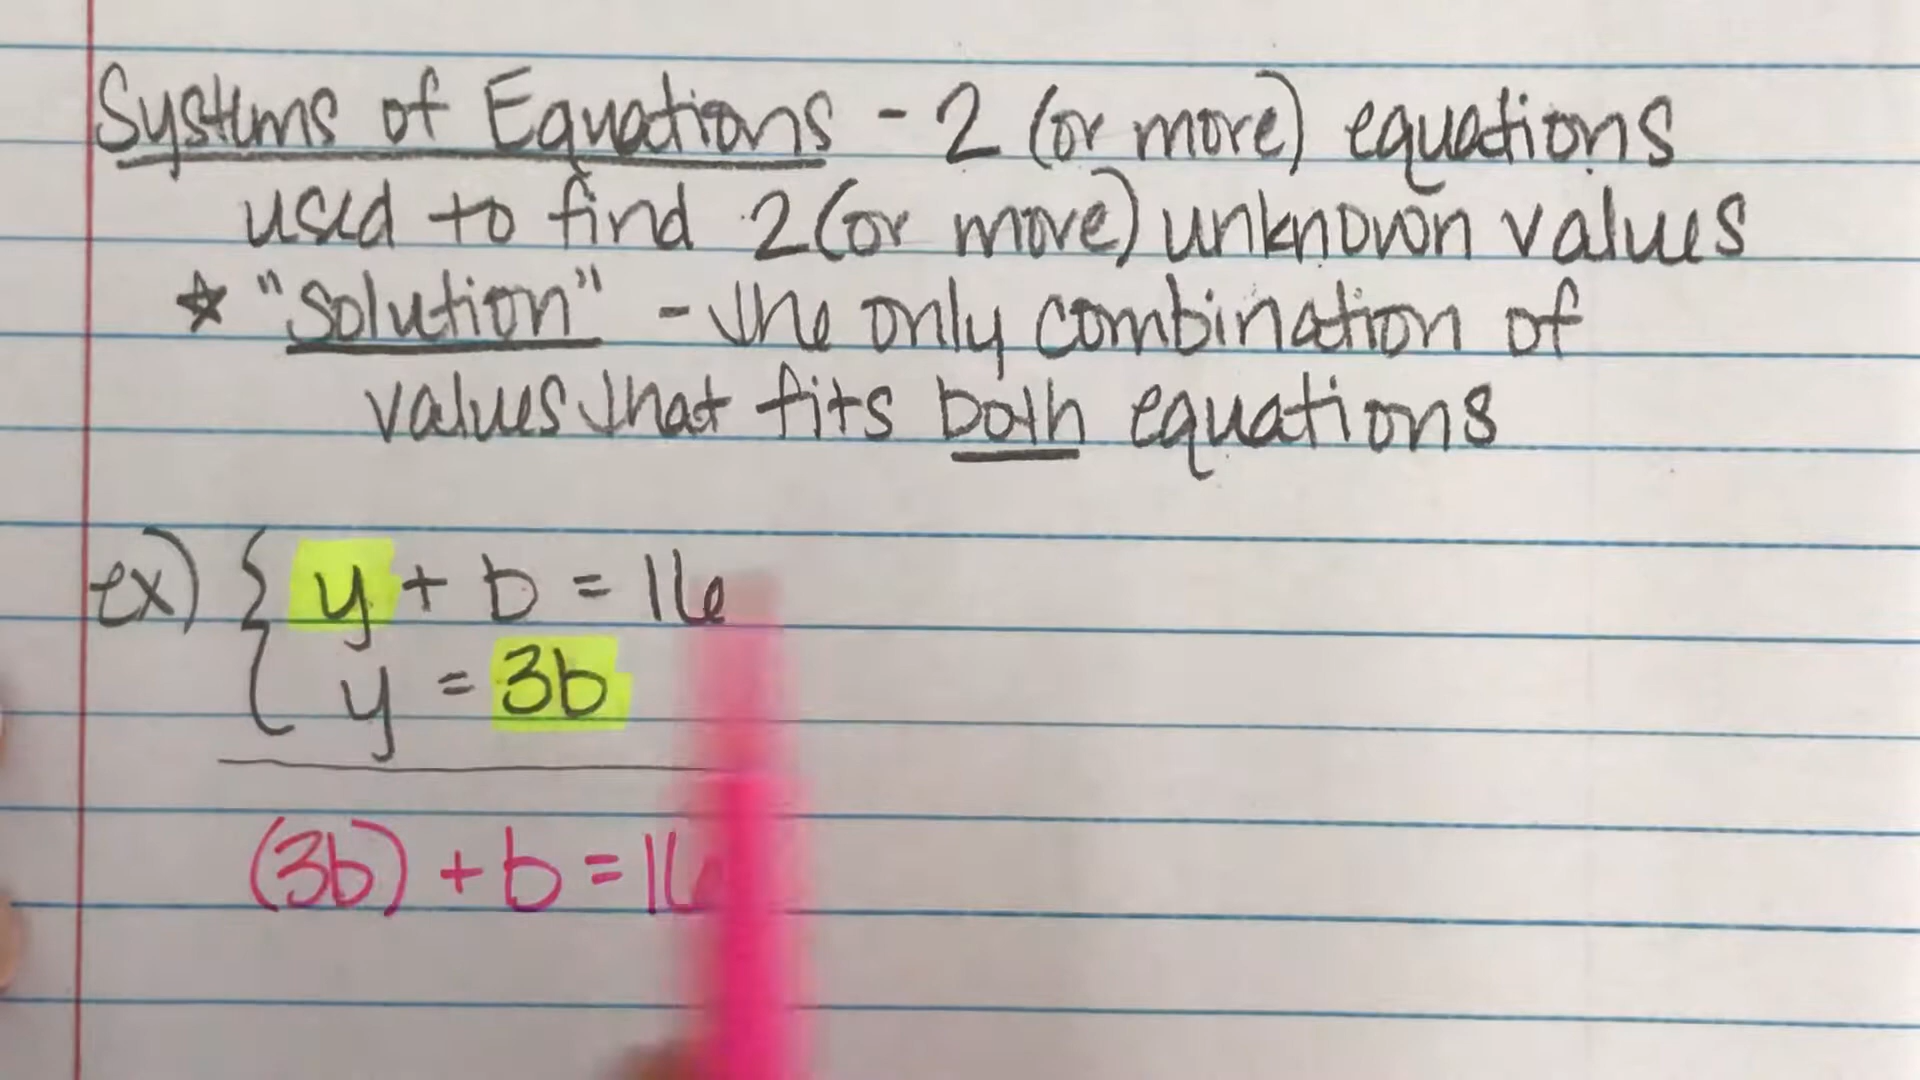 Systems of Equations - 2 (or more) equations
used to find 2 (or more) unknown values
☆ "Solution" - the only combination of
values that fits both equations
ex) { y + b = 16
y = 3b
(3b) + b = 16